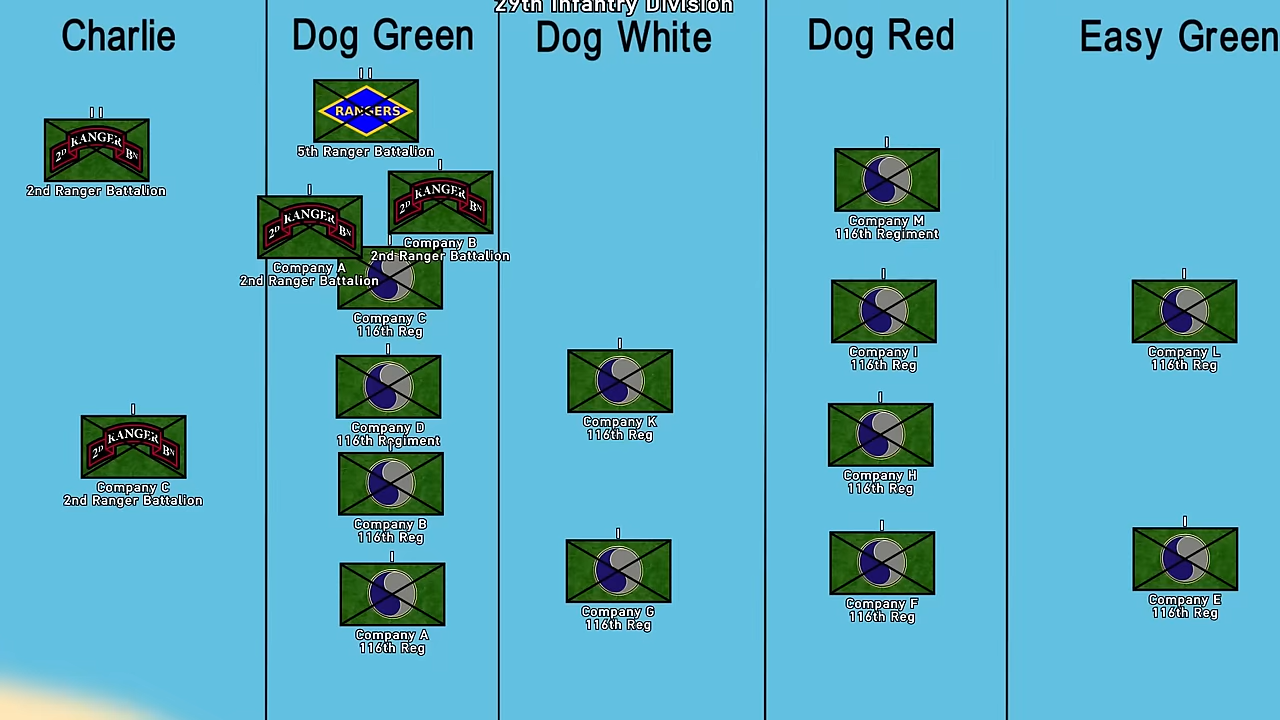 29th Infantry Division
Charlie
Dog Green
Dog White
Dog Red
Easy Green
2D RANGER BN
2nd Ranger Battalion
2D RANGER BN
Company C
2nd Ranger Battalion
RANGERS
5th Ranger Battalion
2D RANGER BN
Company B
2nd Ranger Battalion
2D RANGER BN
Company A
2nd Ranger Battalion
Company C
116th Reg
Company D
116th Regiment
Company B
116th Reg
Company A
116th Reg
Company K
116th Reg
Company G
116th Reg
Company M
116th Regiment
Company I
116th Reg
Company H
116th Reg
Company F
116th Reg
Company L
116th Reg
Company E
116th Reg